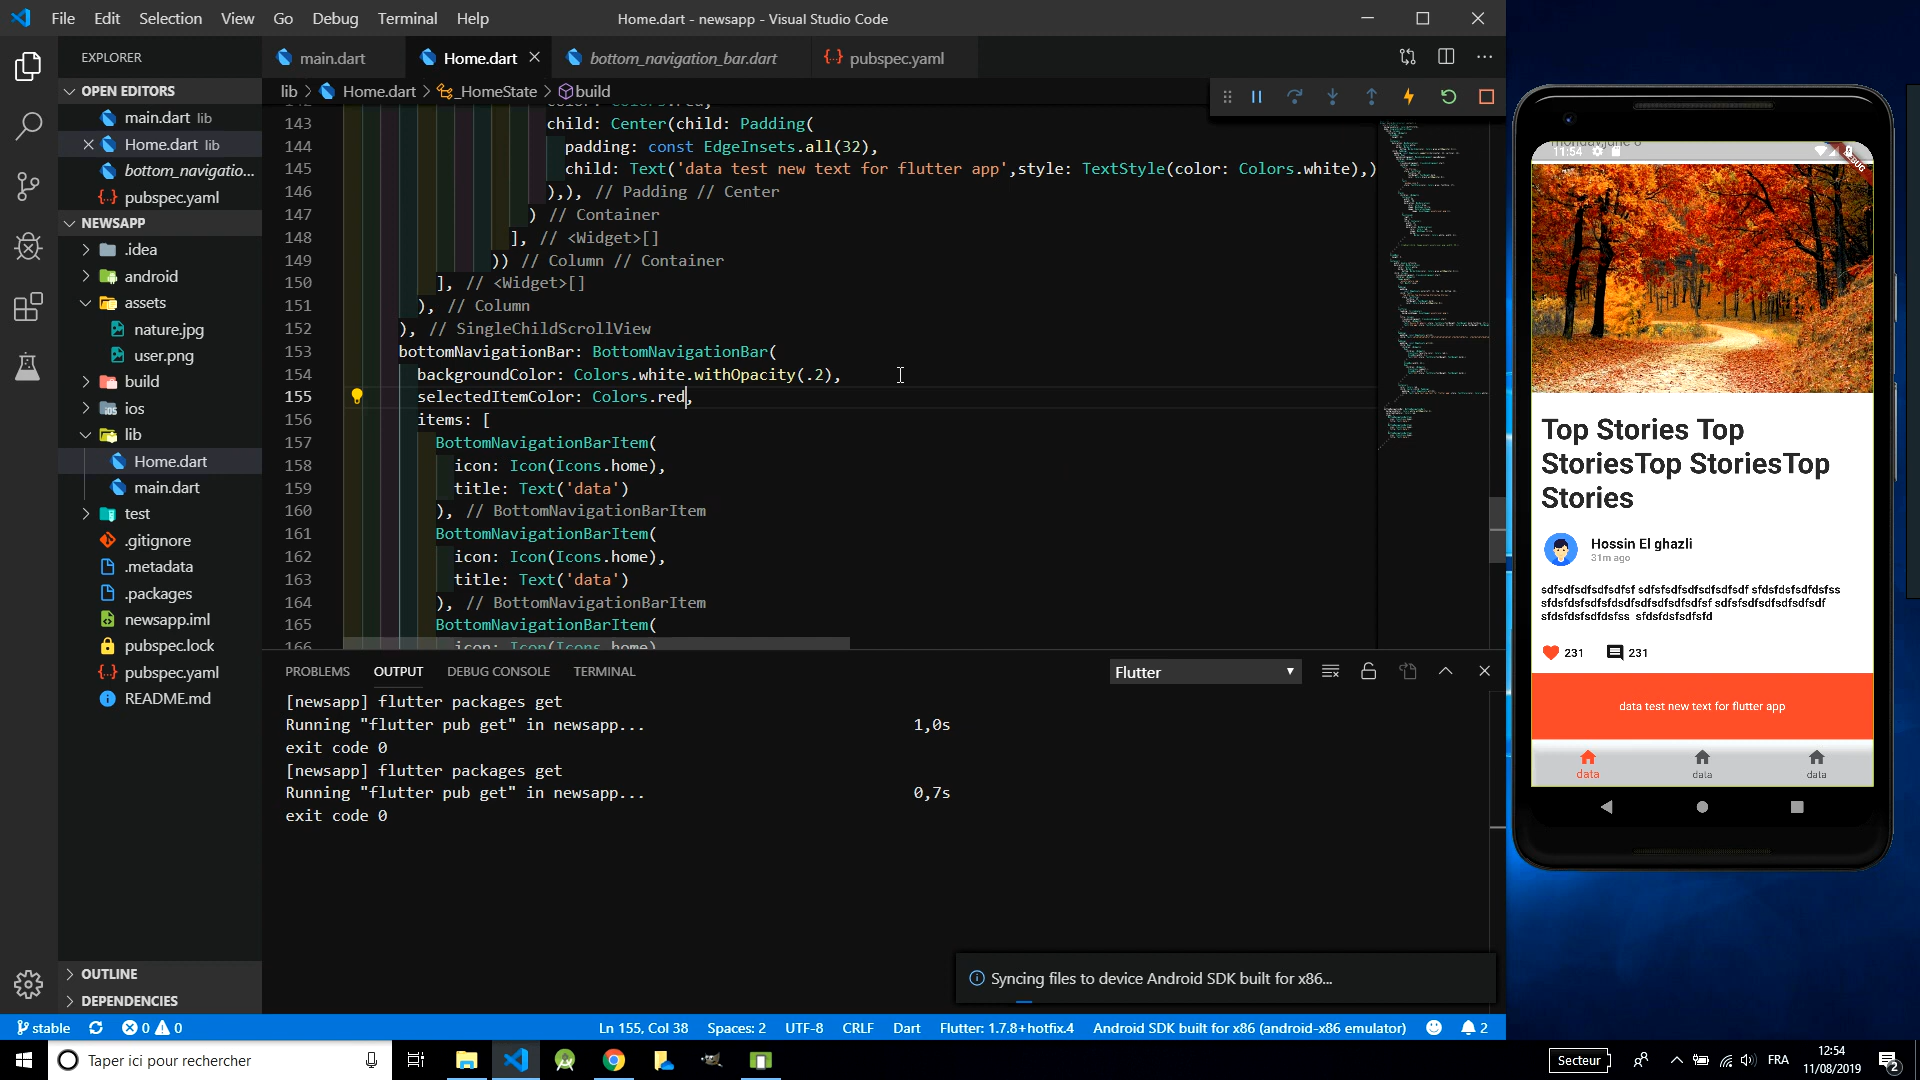 File Edit Selection View Go Debug Terminal Help
Home.dart - newsapp - Visual Studio Code
EXPLORER
main.dart
Home.dart
bottom_navigation_bar.dart
pubspec.yaml
OPEN EDITORS
main.dart lib
Home.dart lib
bottom_navigatio...
pubspec.yaml
NEWSAPP
.idea
android
assets
nature.jpg
user.png
build
ios
lib
Home.dart
main.dart
test
.gitignore
.metadata
.packages
newsapp.iml
pubspec.lock
pubspec.yaml
README.md
OUTLINE
DEPENDENCIES
lib > Home.dart > _HomeState > build
143 child: Center(child: Padding(
144 padding: const EdgeInsets.all(32),
145 child: Text('data test new text for flutter app',style: TextStyle(color: Colors.white),)
146 ),), // Padding // Center
147 ) // Container
148 ], // <Widget>[]
149 )) // Column // Container
150 ], // <Widget>[]
151 ), // Column
152 ), // SingleChildScrollView
153 bottomNavigationBar: BottomNavigationBar(
154 backgroundColor: Colors.white.withOpacity(.2),
155 selectedItemColor: Colors.red,
156 items: [
157 BottomNavigationBarItem(
158 icon: Icon(Icons.home),
159 title: Text('data')
160 ), // BottomNavigationBarItem
161 BottomNavigationBarItem(
162 icon: Icon(Icons.home),
163 title: Text('data')
164 ), // BottomNavigationBarItem
165 BottomNavigationBarItem(
166 icon: Icon(Icons.home)
PROBLEMS OUTPUT DEBUG CONSOLE TERMINAL
Flutter
[newsapp] flutter packages get
Running "flutter pub get" in newsapp... 1,0s
exit code 0
[newsapp] flutter packages get
Running "flutter pub get" in newsapp... 0,7s
exit code 0
Syncing files to device Android SDK built for x86...
stable 0 0
Ln 155, Col 38 Spaces: 2 UTF-8 CRLF Dart Flutter: 1.7.8+hotfix.4 Android SDK built for x86 (android-x86 emulator) 2
11:54
DEBUG
Top Stories Top
StoriesTop StoriesTop
Stories
Hossin El ghazli
31m ago
231 231
data test new text for flutter app
data data data
Taper ici pour rechercher
Secteur
FRA
12:54
11/08/2019
2